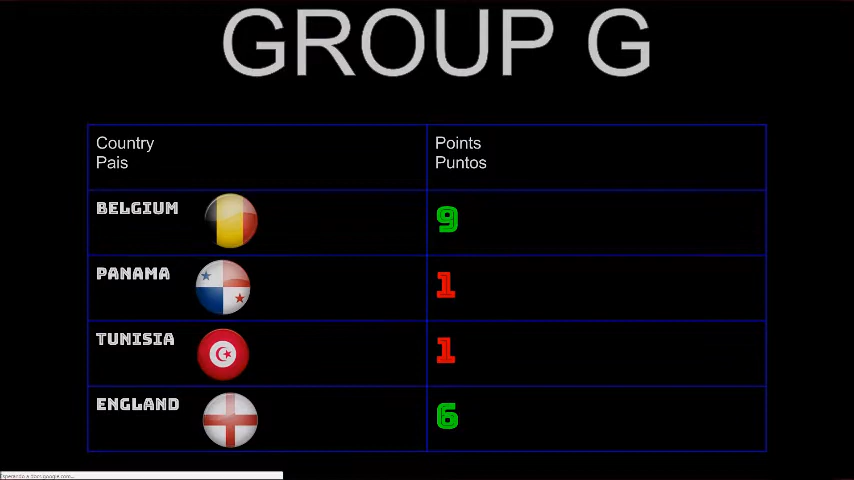 GROUP G
Country
Pais
Points
Puntos
BELGIUM
9
PANAMA
1
TUNISIA
1
ENGLAND
6